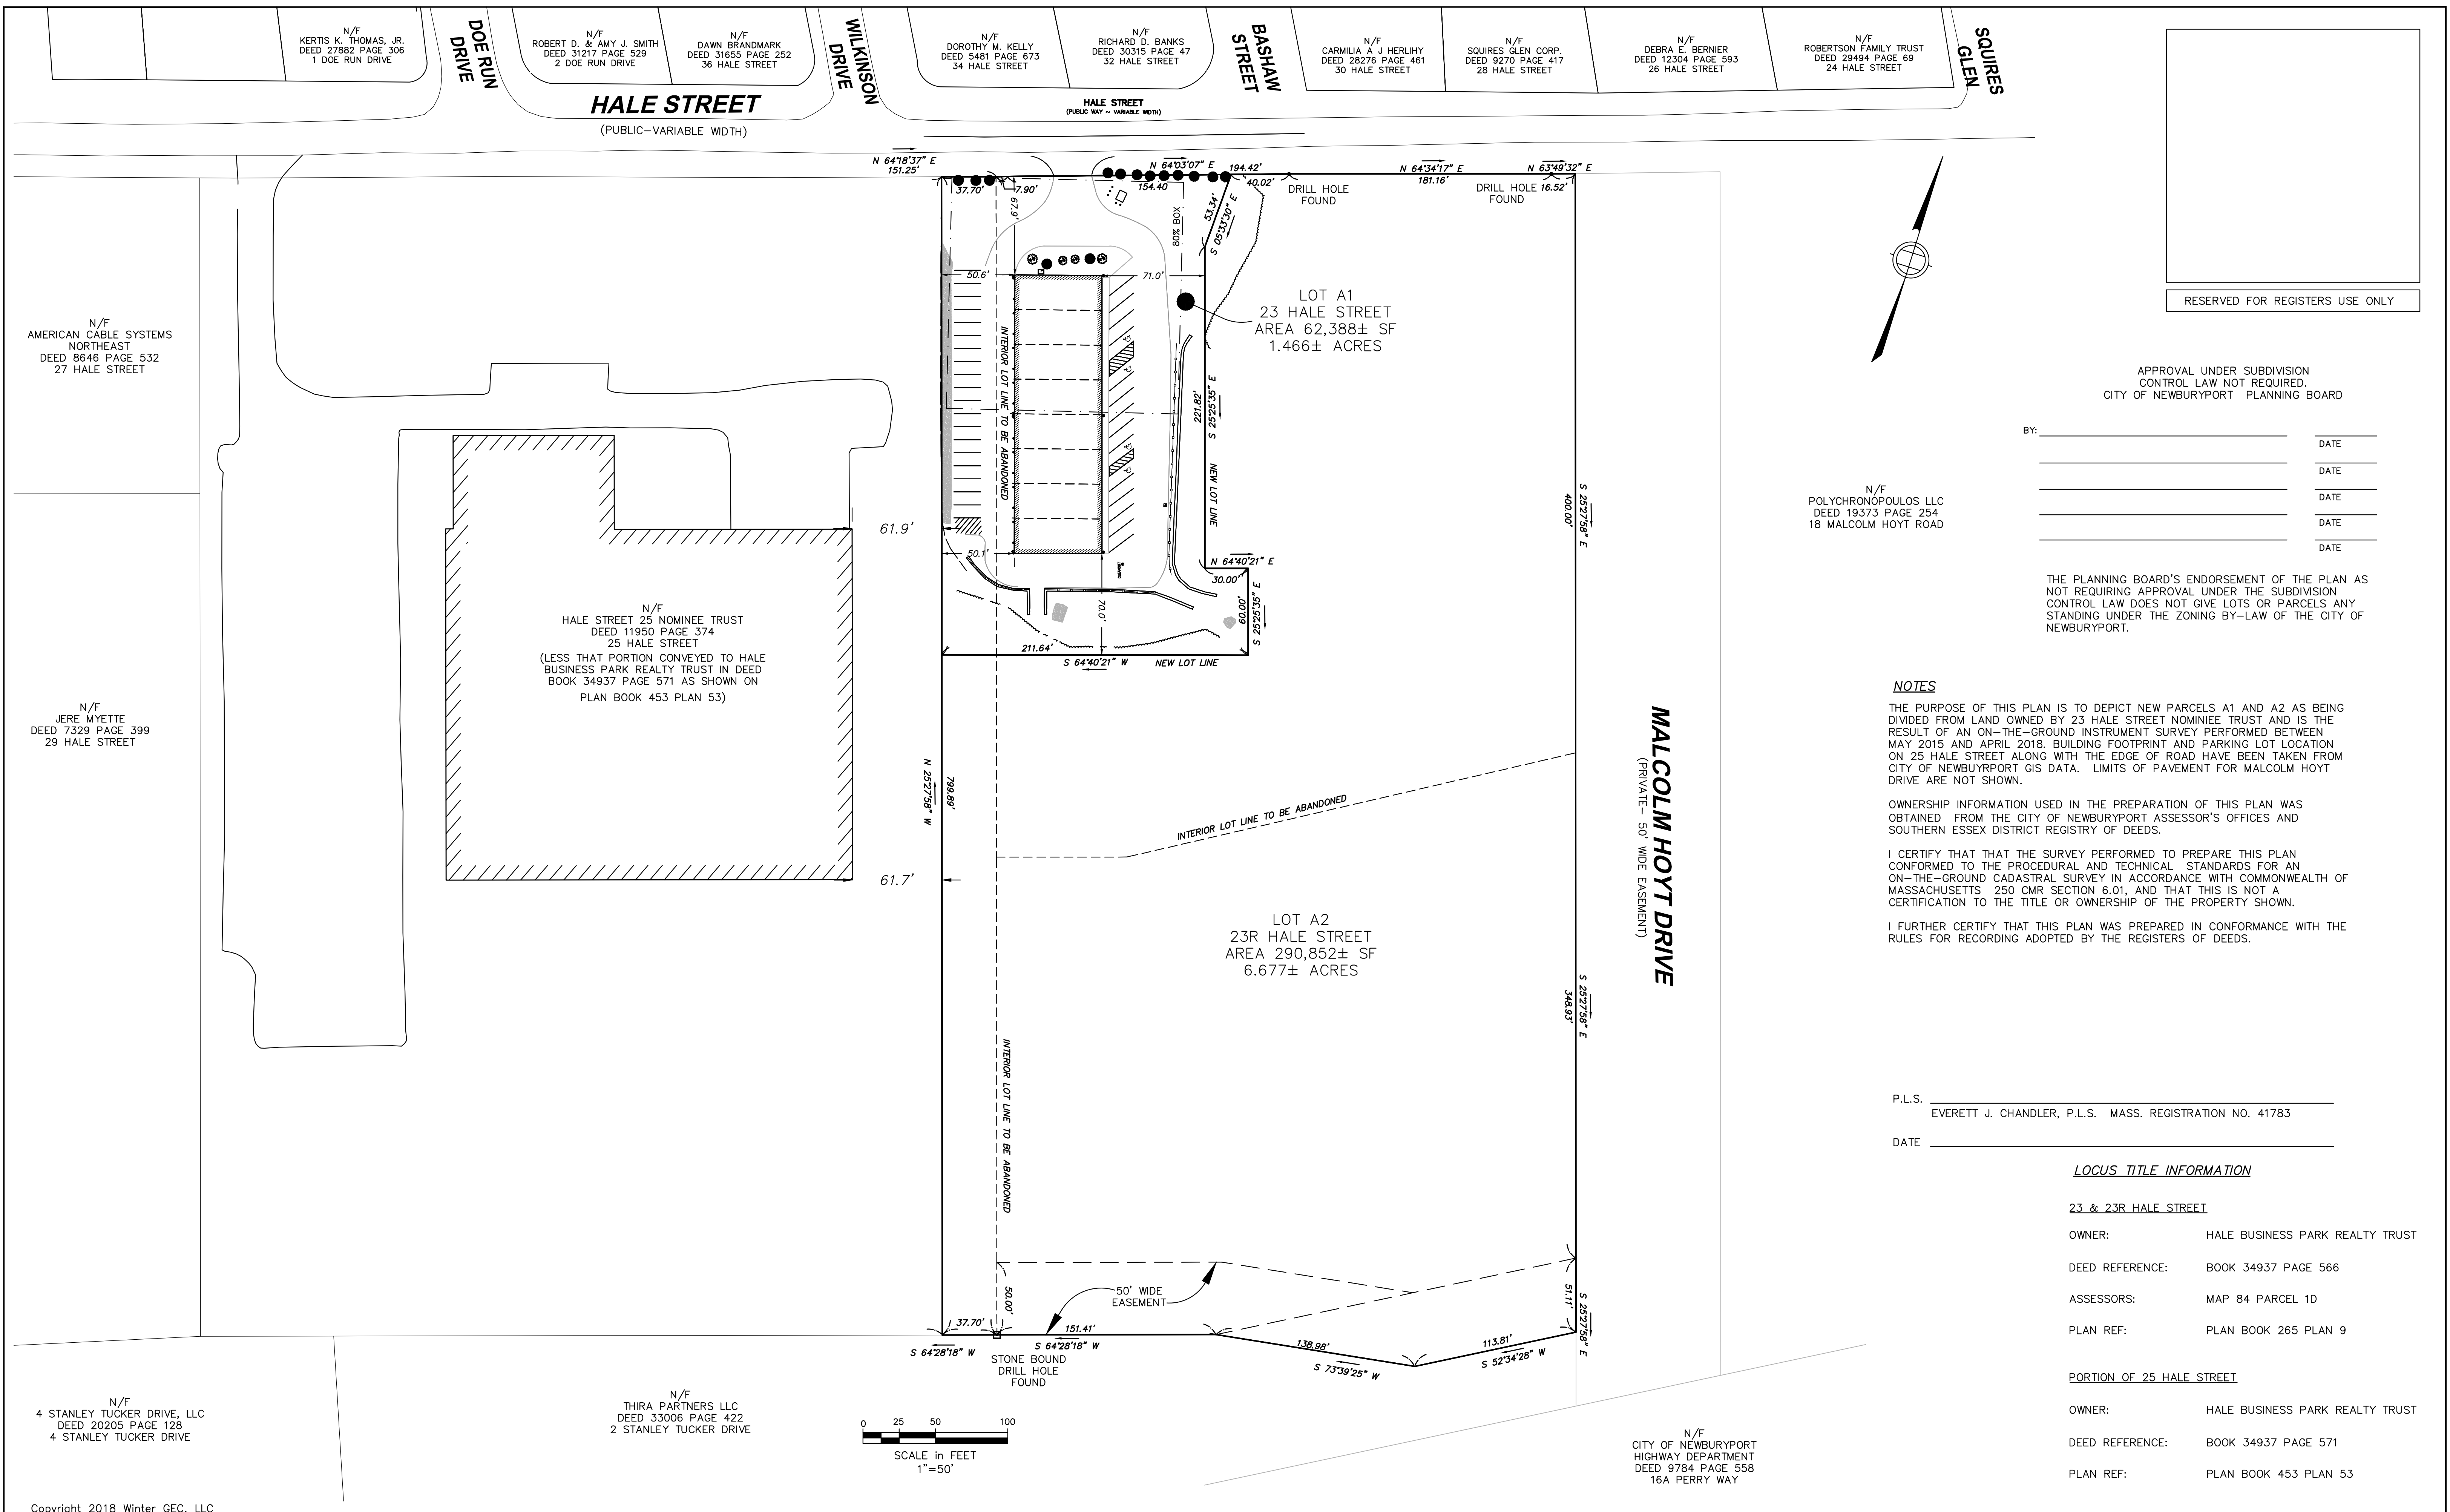 N/F
KERTIS K. THOMAS, JR.
DEED 27882 PAGE 306
1 DOE RUN DRIVE
DOE RUN
DRIVE
N/F
ROBERT D. & AMY J. SMITH
DEED 31217 PAGE 529
2 DOE RUN DRIVE
N/F
DAWN BRANDMARK
DEED 31655 PAGE 252
36 HALE STREET
WILKINSON
DRIVE
N/F
DOROTHY M. KELLY
DEED 5481 PAGE 673
34 HALE STREET
N/F
RICHARD D. BANKS
DEED 30315 PAGE 47
32 HALE STREET
BASHAW
STREET
N/F
CARMILIA A J HERLIHY
DEED 28276 PAGE 461
30 HALE STREET
N/F
SQUIRES GLEN CORP.
DEED 9270 PAGE 417
28 HALE STREET
N/F
DEBRA E. BERNIER
DEED 12304 PAGE 593
26 HALE STREET
N/F
ROBERTSON FAMILY TRUST
DEED 29494 PAGE 69
24 HALE STREET
SQUIRES
GLEN
HALE STREET
(PUBLIC-VARIABLE WIDTH)
HALE STREET
(PUBLIC WAY ~ VARIABLE WIDTH)
N 64°18'37" E
151.25'
37.70'
7.90'
67.9'
N 64°03'07" E
154.40
194.42'
40.02'
DRILL HOLE
FOUND
N 64°34'17" E
181.16'
DRILL HOLE
FOUND
N 63°49'32" E
16.52'
53.34'
S 05°33'30" E
80% BOX
50.6'
71.0'
LOT A1
23 HALE STREET
AREA 62,388± SF
1.466± ACRES
INTERIOR LOT LINE TO BE ABANDONED
221.82'
S 25°25'35" E
NEW LOT LINE
S 25°27'58" E
400.00'
61.9'
50.1'
N 64°40'21" E
30.00'
60.00'
S 25°25'35" E
70.0'
211.64'
S 64°40'21" W
NEW LOT LINE
N/F
AMERICAN CABLE SYSTEMS
NORTHEAST
DEED 8646 PAGE 532
27 HALE STREET
N/F
HALE STREET 25 NOMINEE TRUST
DEED 11950 PAGE 374
25 HALE STREET
(LESS THAT PORTION CONVEYED TO HALE
BUSINESS PARK REALTY TRUST IN DEED
BOOK 34937 PAGE 571 AS SHOWN ON
PLAN BOOK 453 PLAN 53)
N/F
JERE MYETTE
DEED 7329 PAGE 399
29 HALE STREET
N 25°27'58" W
799.89'
61.7'
INTERIOR LOT LINE TO BE ABANDONED
MALCOLM HOYT DRIVE
(PRIVATE- 50' WIDE EASEMENT)
LOT A2
23R HALE STREET
AREA 290,852± SF
6.677± ACRES
S 25°27'58" E
348.93'
INTERIOR LOT LINE TO BE ABANDONED
50' WIDE
EASEMENT
50.00'
51.11'
S 25°27'58" E
37.70'
S 64°28'18" W
151.41'
S 64°28'18" W
STONE BOUND
DRILL HOLE
FOUND
138.98'
S 73°39'25" W
113.81'
S 52°34'28" W
N/F
4 STANLEY TUCKER DRIVE, LLC
DEED 20205 PAGE 128
4 STANLEY TUCKER DRIVE
N/F
THIRA PARTNERS LLC
DEED 33006 PAGE 422
2 STANLEY TUCKER DRIVE
0 25 50 100
SCALE in FEET
1"=50'
N/F
CITY OF NEWBURYPORT
HIGHWAY DEPARTMENT
DEED 9784 PAGE 558
16A PERRY WAY
Copyright 2018 Winter GEC, LLC
RESERVED FOR REGISTERS USE ONLY
APPROVAL UNDER SUBDIVISION
CONTROL LAW NOT REQUIRED.
CITY OF NEWBURYPORT PLANNING BOARD
BY:
DATE
DATE
DATE
DATE
DATE
N/F
POLYCHRONOPOULOS LLC
DEED 19373 PAGE 254
18 MALCOLM HOYT ROAD
THE PLANNING BOARD'S ENDORSEMENT OF THE PLAN AS
NOT REQUIRING APPROVAL UNDER THE SUBDIVISION
CONTROL LAW DOES NOT GIVE LOTS OR PARCELS ANY
STANDING UNDER THE ZONING BY-LAW OF THE CITY OF
NEWBURYPORT.
NOTES
THE PURPOSE OF THIS PLAN IS TO DEPICT NEW PARCELS A1 AND A2 AS BEING
DIVIDED FROM LAND OWNED BY 23 HALE STREET NOMINIEE TRUST AND IS THE
RESULT OF AN ON-THE-GROUND INSTRUMENT SURVEY PERFORMED BETWEEN
MAY 2015 AND APRIL 2018. BUILDING FOOTPRINT AND PARKING LOT LOCATION
ON 25 HALE STREET ALONG WITH THE EDGE OF ROAD HAVE BEEN TAKEN FROM
CITY OF NEWBUYRPORT GIS DATA. LIMITS OF PAVEMENT FOR MALCOLM HOYT
DRIVE ARE NOT SHOWN.
OWNERSHIP INFORMATION USED IN THE PREPARATION OF THIS PLAN WAS
OBTAINED FROM THE CITY OF NEWBURYPORT ASSESSOR'S OFFICES AND
SOUTHERN ESSEX DISTRICT REGISTRY OF DEEDS.
I CERTIFY THAT THAT THE SURVEY PERFORMED TO PREPARE THIS PLAN
CONFORMED TO THE PROCEDURAL AND TECHNICAL STANDARDS FOR AN
ON-THE-GROUND CADASTRAL SURVEY IN ACCORDANCE WITH COMMONWEALTH OF
MASSACHUSETTS 250 CMR SECTION 6.01, AND THAT THIS IS NOT A
CERTIFICATION TO THE TITLE OR OWNERSHIP OF THE PROPERTY SHOWN.
I FURTHER CERTIFY THAT THIS PLAN WAS PREPARED IN CONFORMANCE WITH THE
RULES FOR RECORDING ADOPTED BY THE REGISTERS OF DEEDS.
P.L.S.
EVERETT J. CHANDLER, P.L.S. MASS. REGISTRATION NO. 41783
DATE
LOCUS TITLE INFORMATION
23 & 23R HALE STREET
OWNER: HALE BUSINESS PARK REALTY TRUST
DEED REFERENCE: BOOK 34937 PAGE 566
ASSESSORS: MAP 84 PARCEL 1D
PLAN REF: PLAN BOOK 265 PLAN 9
PORTION OF 25 HALE STREET
OWNER: HALE BUSINESS PARK REALTY TRUST
DEED REFERENCE: BOOK 34937 PAGE 571
PLAN REF: PLAN BOOK 453 PLAN 53